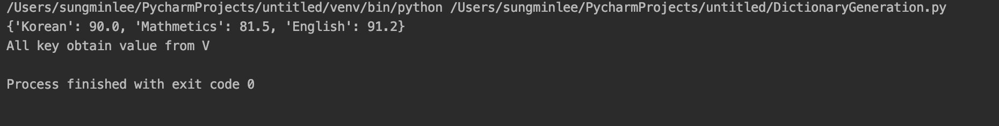 /Users/sungminlee/PycharmProjects/untitled/venv/bin/python /Users/sungminlee/PycharmProjects/untitled/DictionaryGeneration.py
{'Korean': 90.0, 'Mathmetics': 81.5, 'English': 91.2}
All key obtain value from V
Process finished with exit code 0